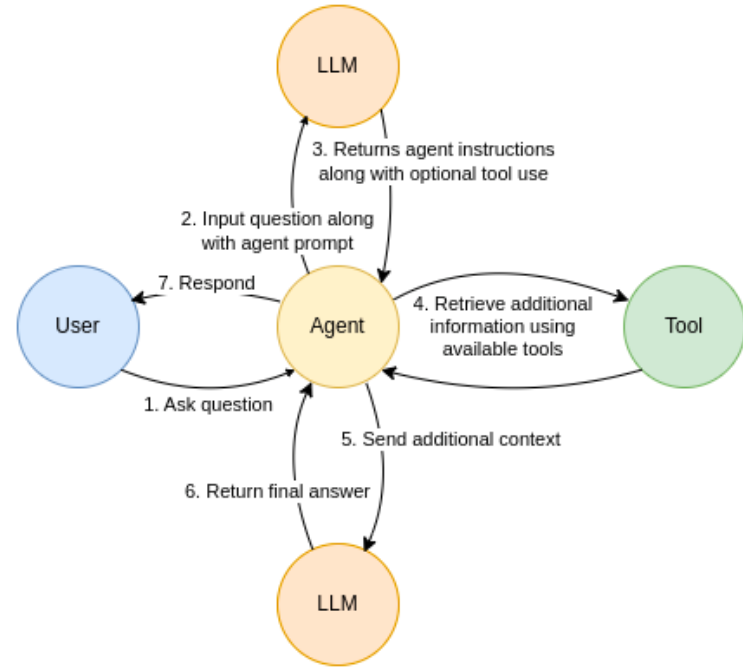 LLM
3. Returns agent instructions
along with optional tool use
2. Input question along
with agent prompt
7. Respond
User
Agent
4. Retrieve additional
information using
available tools
Tool
1. Ask question
5. Send additional context
6. Return final answer
LLM